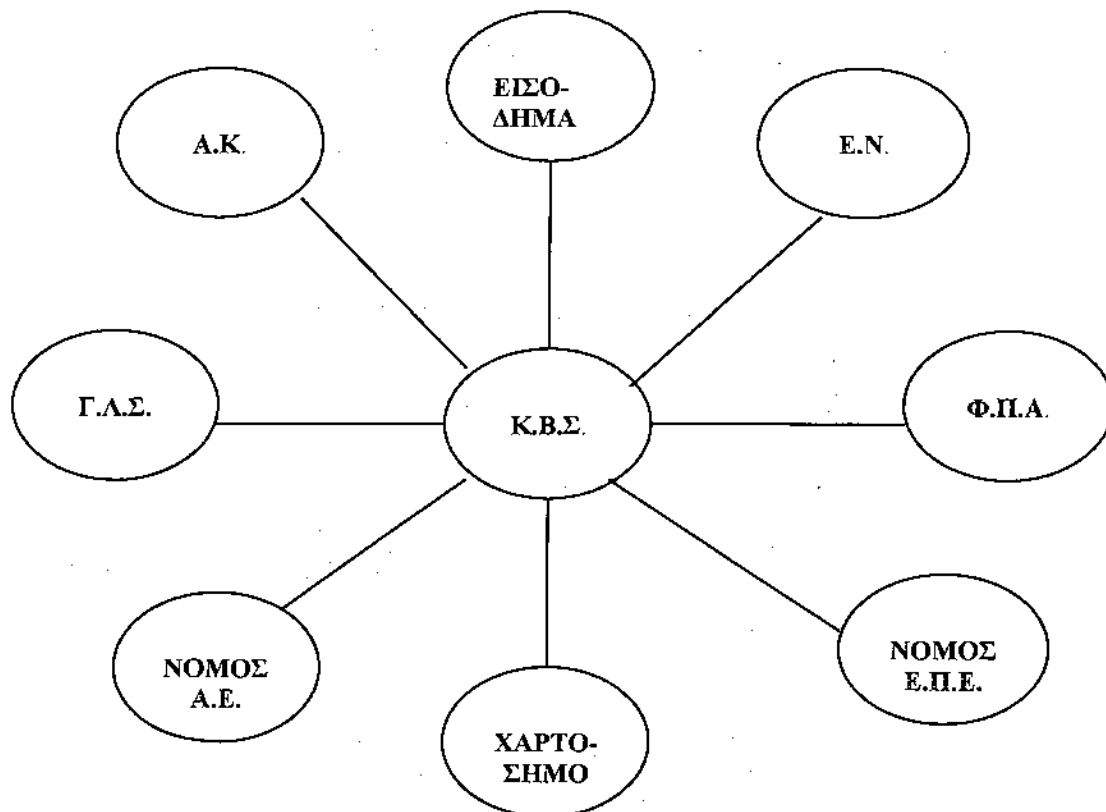 ΕΙΣΟ-
ΔΗΜΑ
Α.Κ.
Ε.Ν.
Γ.Λ.Σ.
Κ.Β.Σ.
Φ.Π.Α.
ΝΟΜΟΣ
Α.Ε.
ΝΟΜΟΣ
Ε.Π.Ε.
ΧΑΡΤΟ-
ΣΗΜΟ